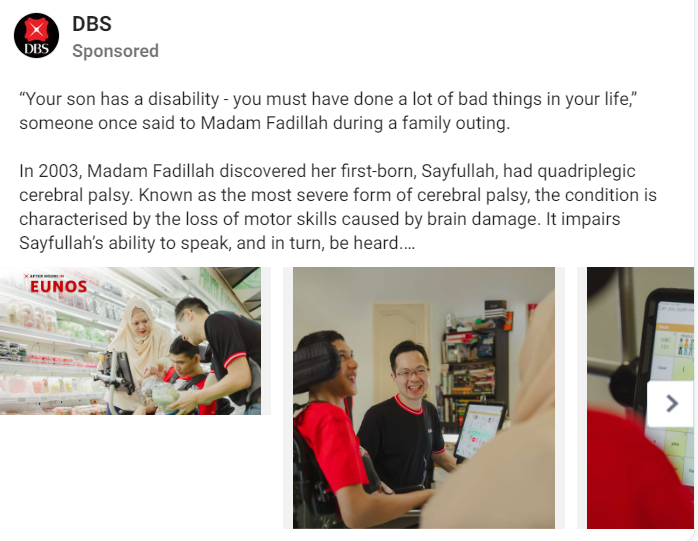 DBS
DBS
Sponsored
“Your son has a disability - you must have done a lot of bad things in your life,”
someone once said to Madam Fadillah during a family outing.
In 2003, Madam Fadillah discovered her first-born, Sayfullah, had quadriplegic
cerebral palsy. Known as the most severe form of cerebral palsy, the condition is
characterised by the loss of motor skills caused by brain damage. It impairs
Sayfullah’s ability to speak, and in turn, be heard....
AFTER HOURS IN
EUNOS